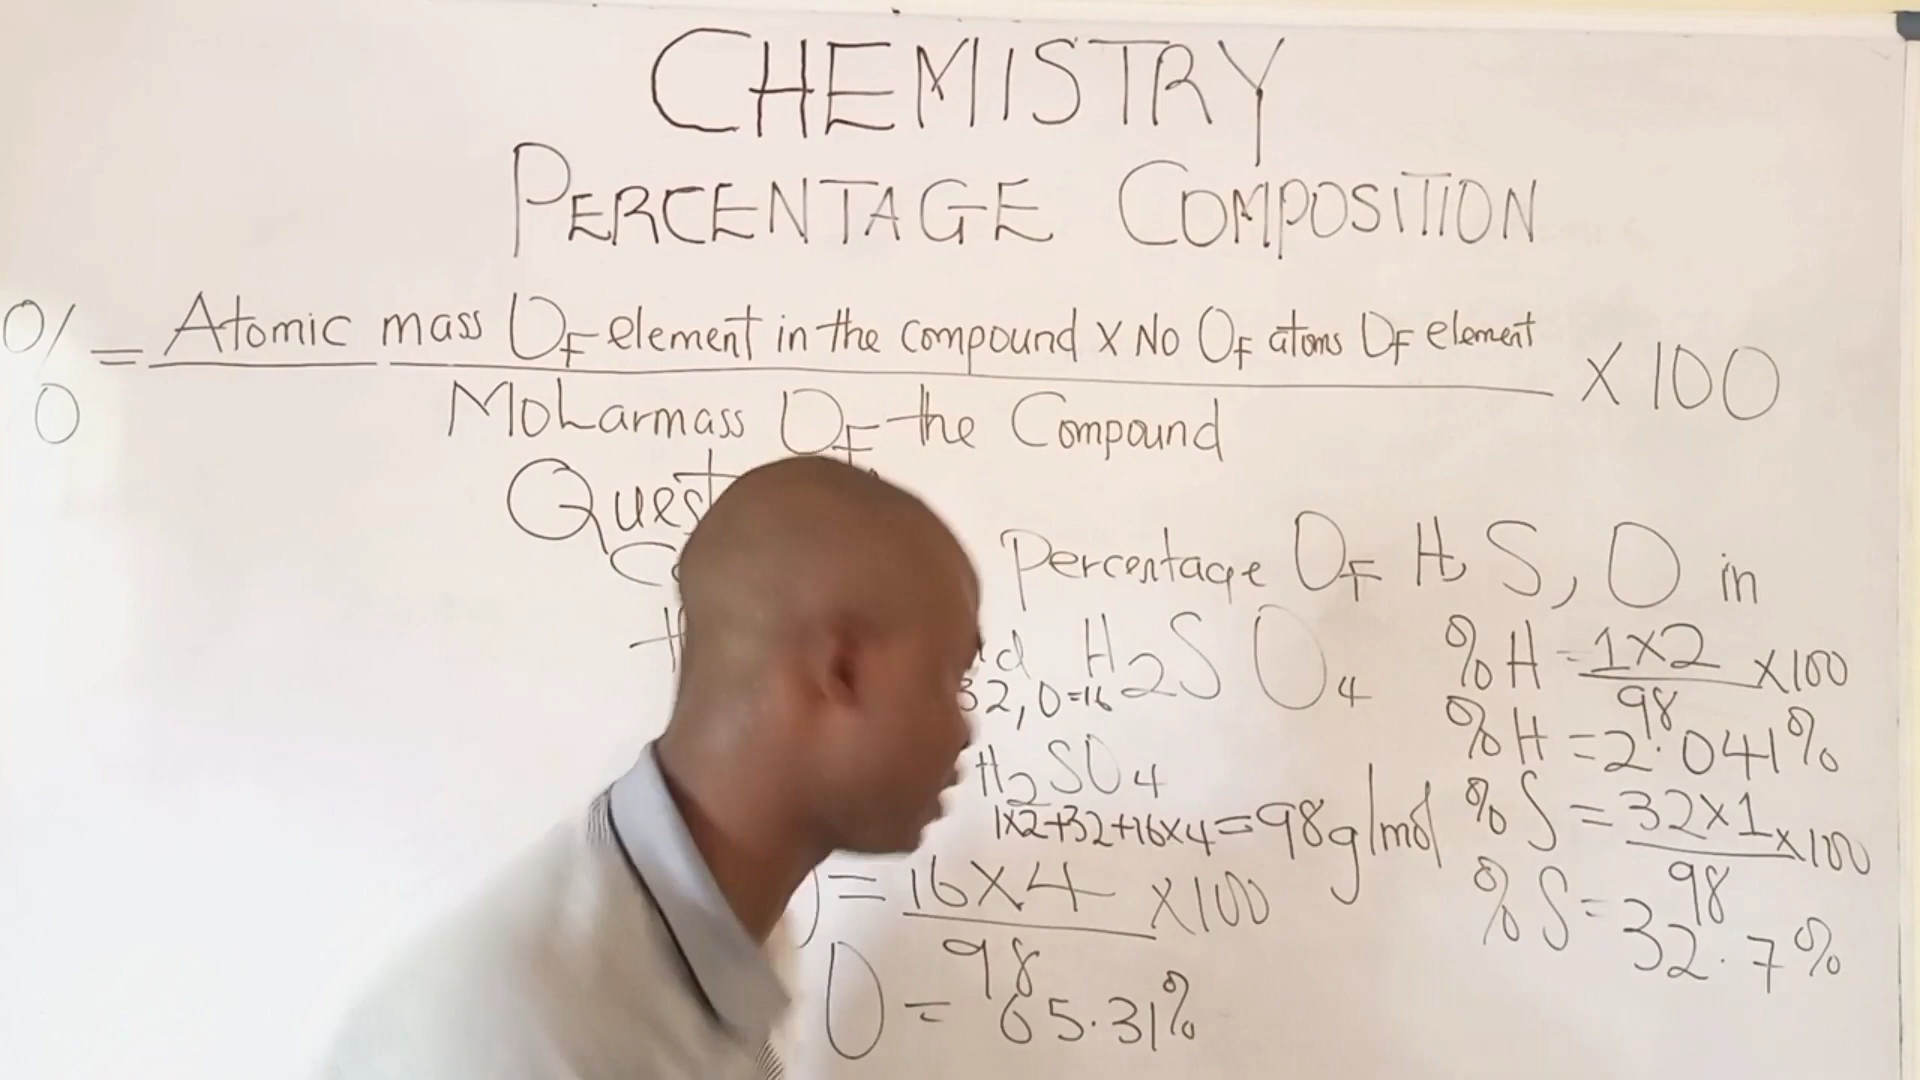 CHEMISTRY
PERCENTAGE COMPOSITION
% = Atomic mass OF element in the compound x No OF atoms OF element x 100
MoLarmass OF the Compound
Percentage OF H, S, O in
H2SO4
32, O=16
H2SO4
1x2+32+16x4=98g/mol
= 16x4 x100
98
O = 65.31%
%H = 1x2 x100
98
%H = 2.041%
%S = 32x1 x100
98
%S = 32.7%